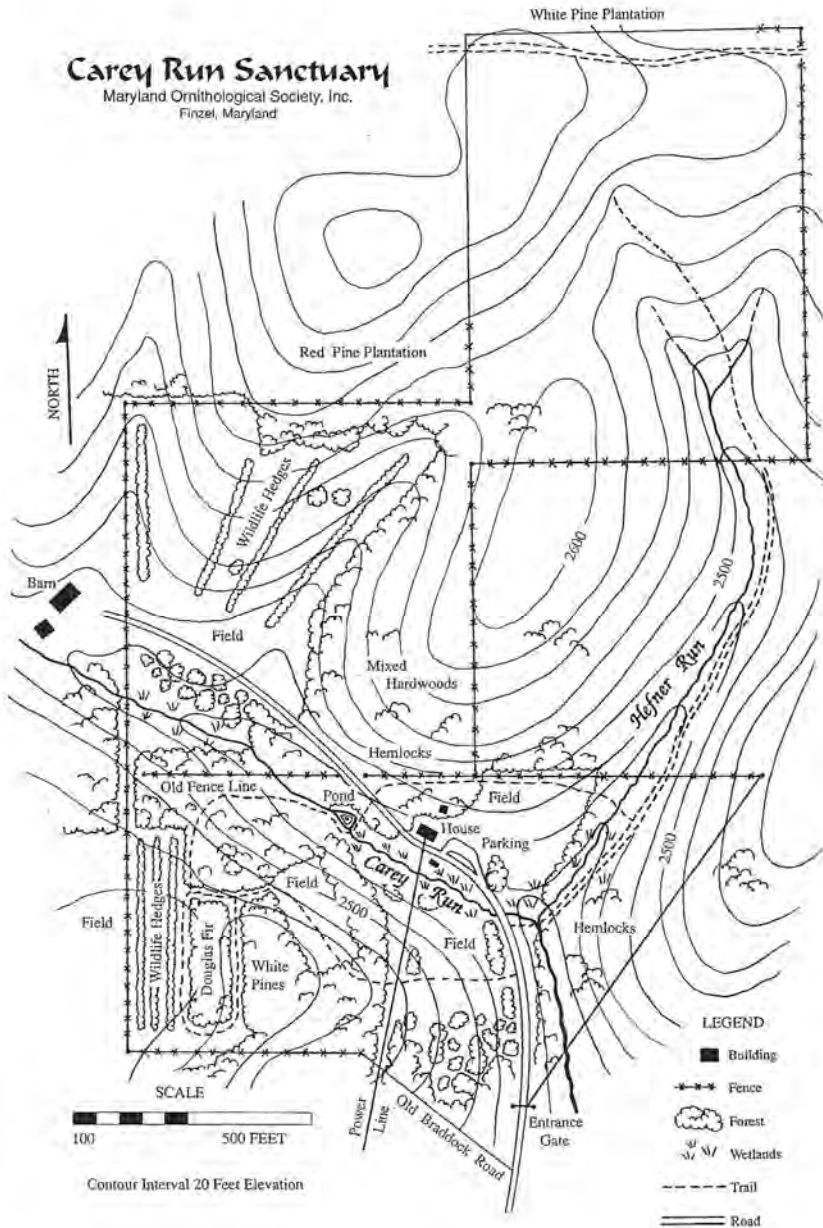 White Pine Plantation
Carey Run Sanctuary
Maryland Ornithological Society, Inc.
Finzel, Maryland
NORTH
Red Pine Plantation
Wildlife Hedges
2600
2500
Barn
Field
Mixed
Hardwoods
Hefner Run
Hemlocks
Old Fence Line
Pond
Field
House
Parking
Carey Run
2500
Field
Wildlife Hedges
Douglas Fir
Field
2500
White
Pines
Field
Hemlocks
LEGEND
Building
Fence
Forest
Wetlands
Trail
Road
SCALE
100
500 FEET
Power
Line
Old Braddock Road
Entrance
Gate
Contour Interval 20 Feet Elevation